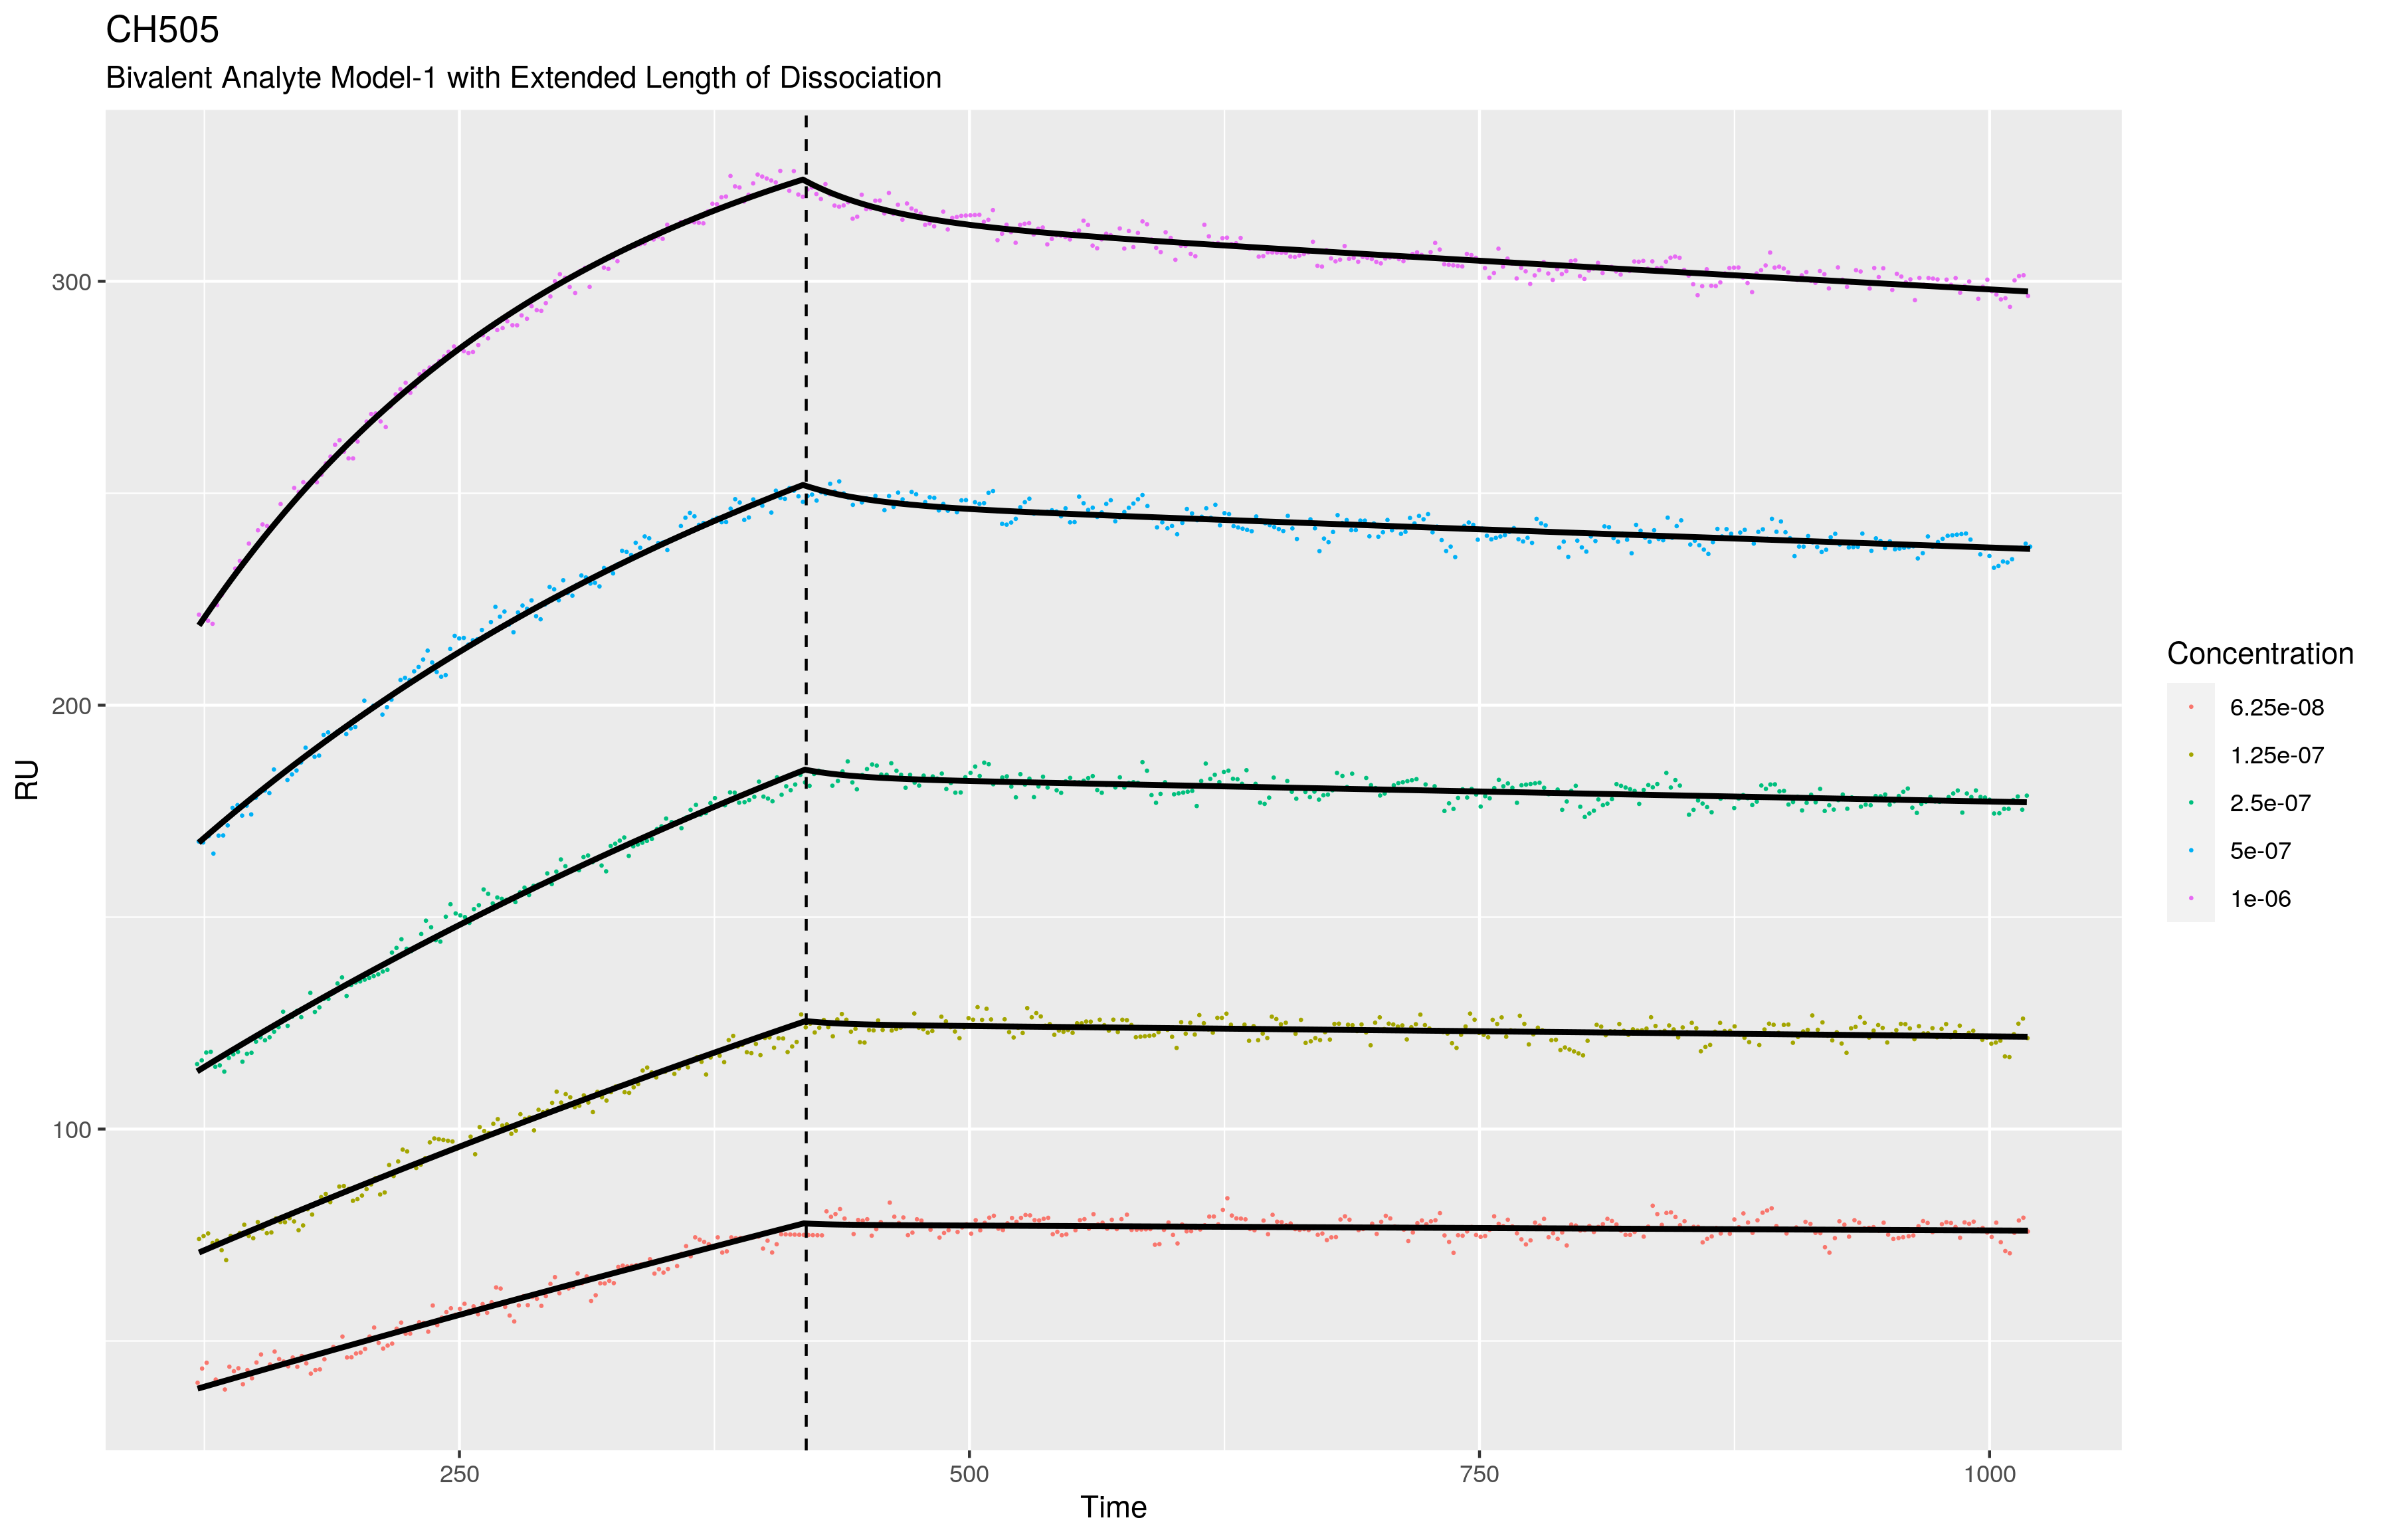 CH505
Bivalent Analyte Model-1 with Extended Length of Dissociation
300
200
100
RU
250
500
750
1000
Time
Concentration
6.25e-08
1.25e-07
2.5e-07
5e-07
1e-06